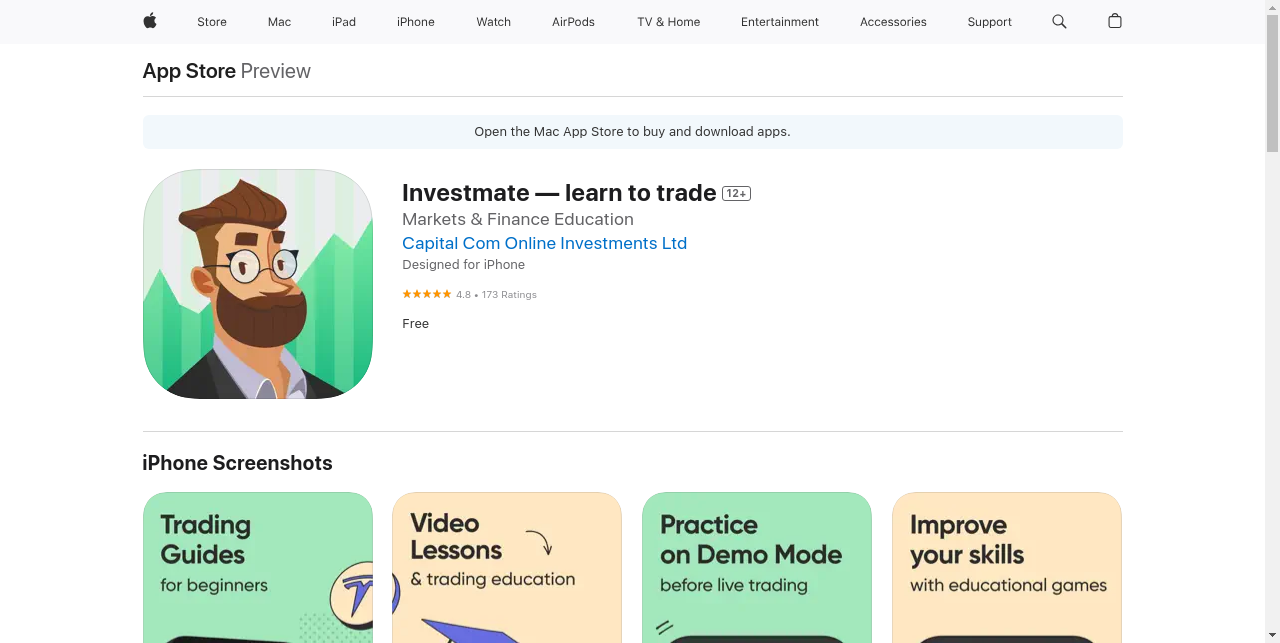 Store Mac iPad iPhone Watch AirPods TV & Home Entertainment Accessories Support
App Store Preview
Open the Mac App Store to buy and download apps.
Investmate — learn to trade 12+
Markets & Finance Education
Capital Com Online Investments Ltd
Designed for iPhone
4.8 • 173 Ratings
Free
iPhone Screenshots
Trading
Guides
for beginners
Video
Lessons
& trading education
Practice
on Demo Mode
before live trading
Improve
your skills
with educational games